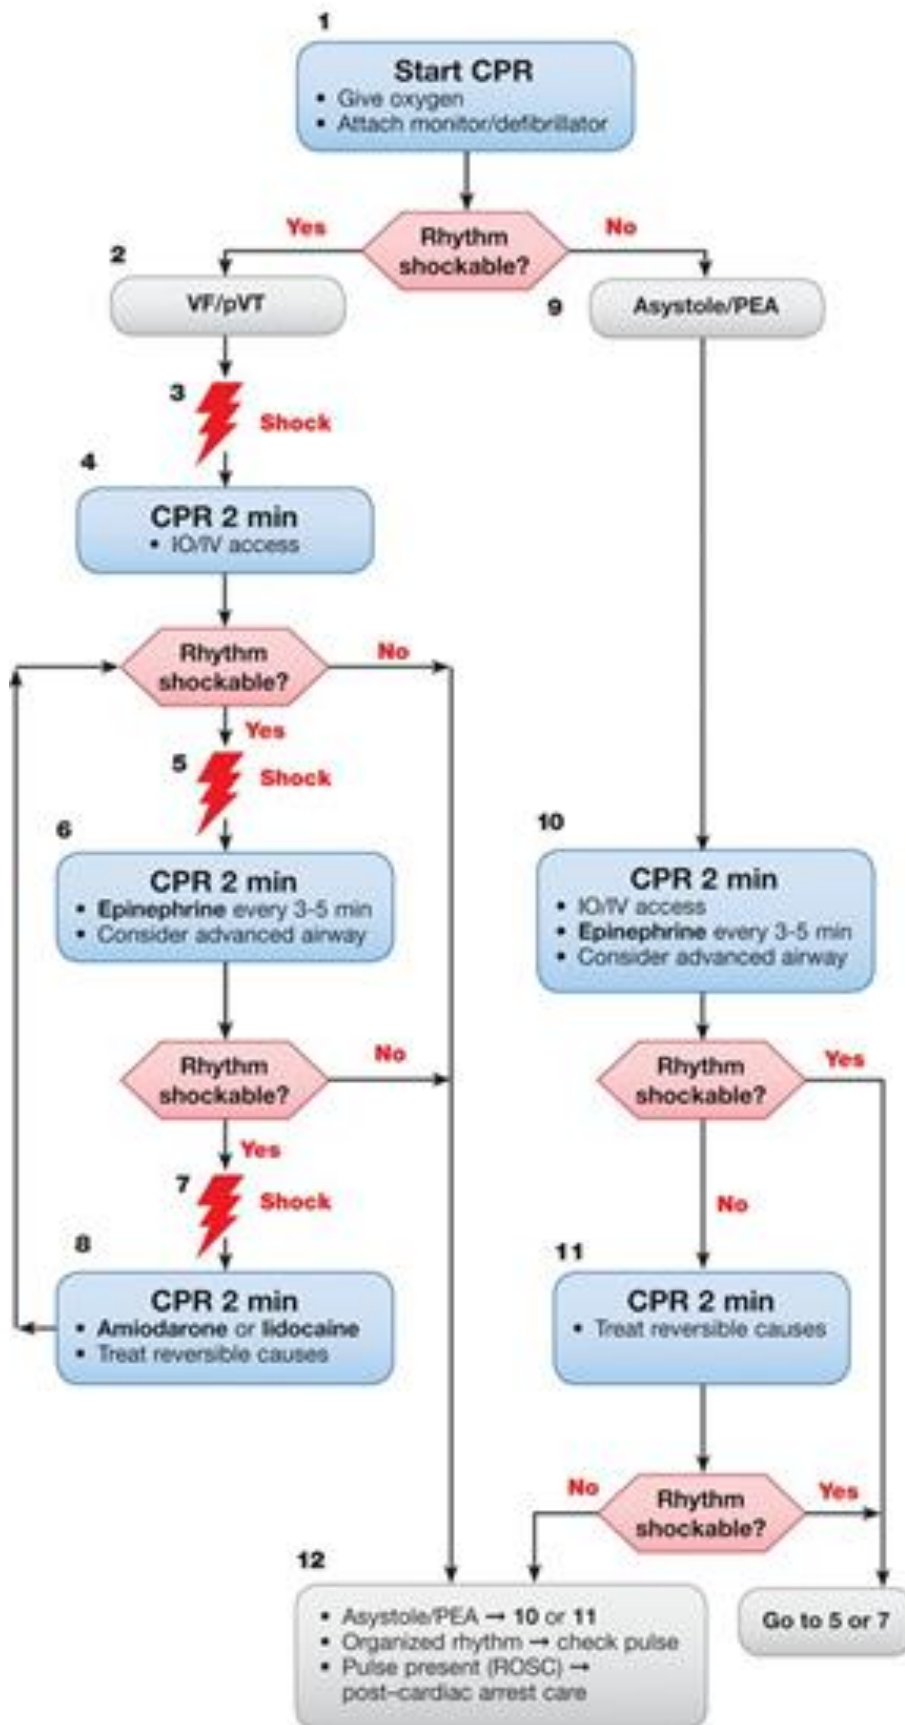 1
Start CPR
• Give oxygen
• Attach monitor/defibrillator
Yes
Rhythm
shockable?
No
2
VF/pVT
9
Asystole/PEA
3
Shock
4
CPR 2 min
• IO/IV access
Rhythm
shockable?
No
Yes
5
Shock
6
CPR 2 min
• Epinephrine every 3-5 min
• Consider advanced airway
10
CPR 2 min
• IO/IV access
• Epinephrine every 3-5 min
• Consider advanced airway
Rhythm
shockable?
No
Yes
Rhythm
shockable?
Yes
No
7
Shock
8
CPR 2 min
• Amiodarone or lidocaine
• Treat reversible causes
11
CPR 2 min
• Treat reversible causes
No
Rhythm
shockable?
Yes
12
• Asystole/PEA → 10 or 11
• Organized rhythm → check pulse
• Pulse present (ROSC) →
post–cardiac arrest care
Go to 5 or 7